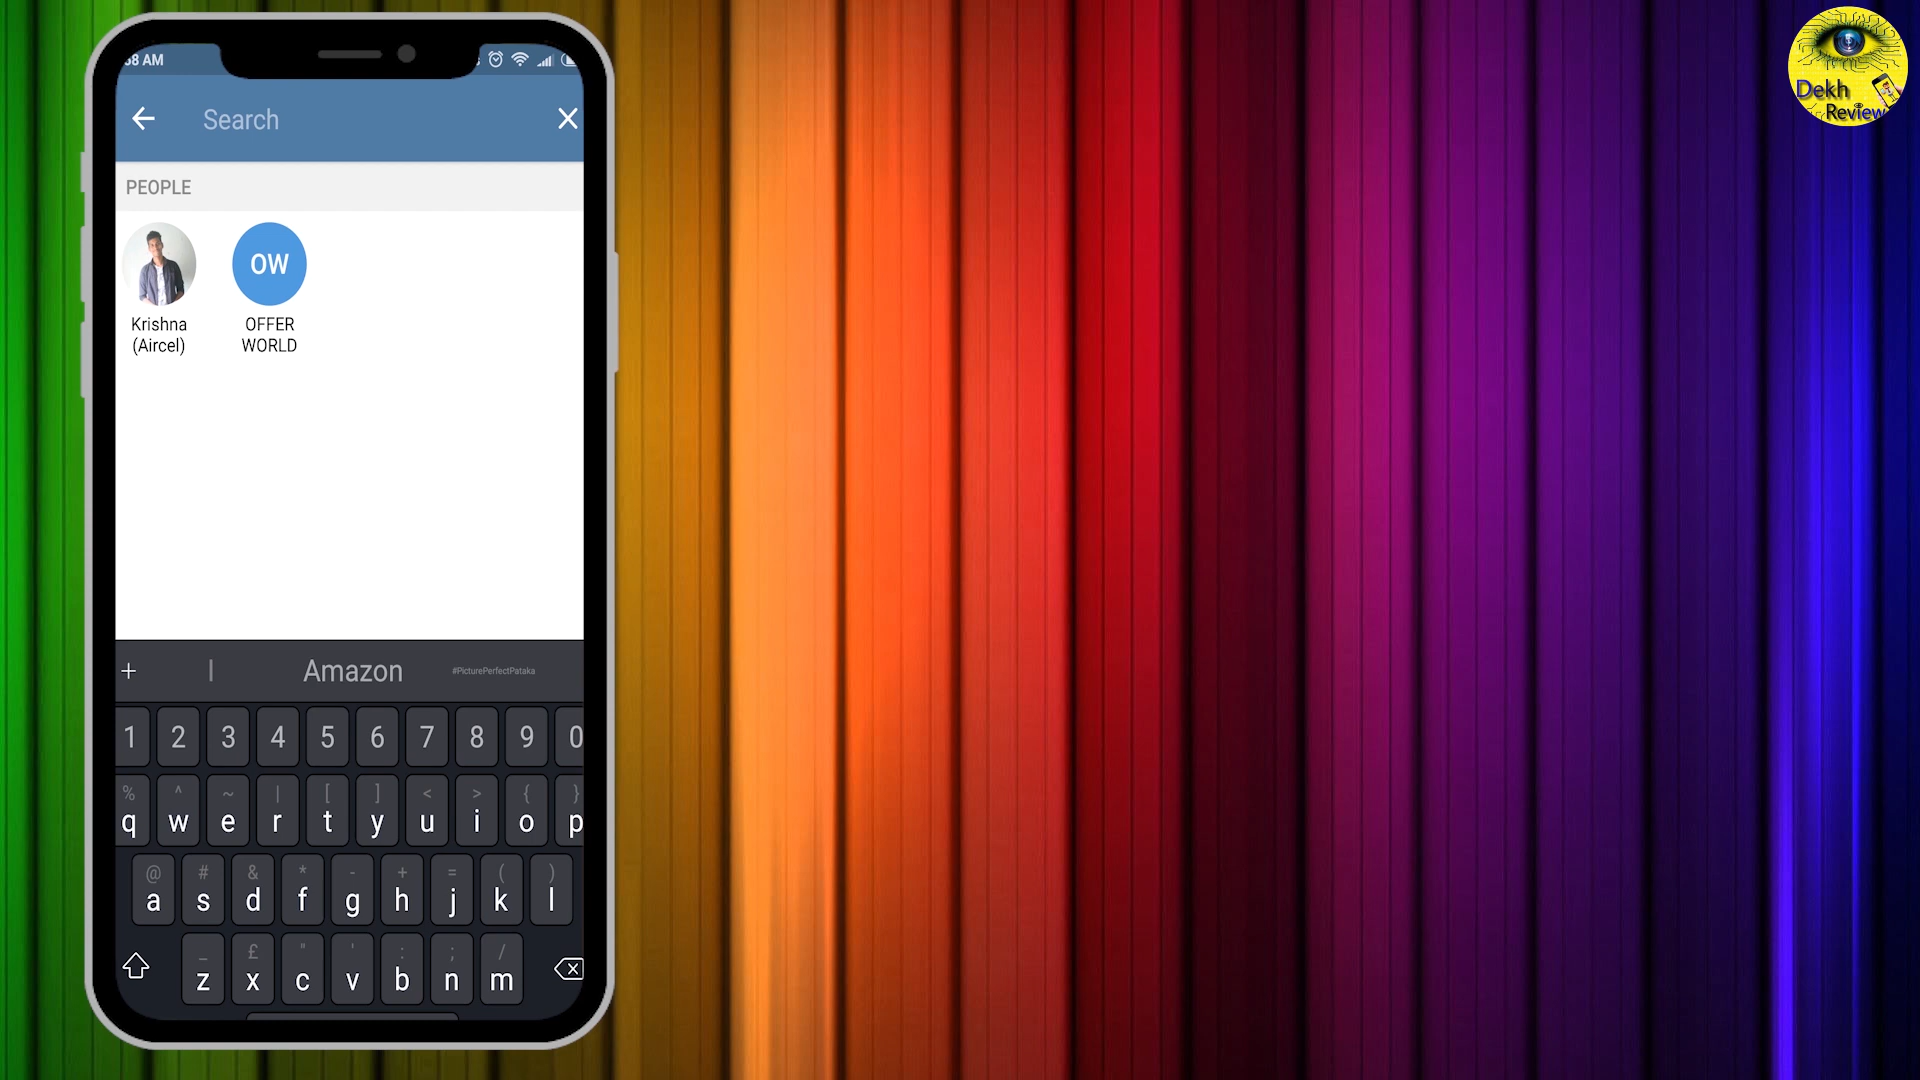 58 AM
Search
PEOPLE
OW
Krishna
(Aircel)
OFFER
WORLD
+ I Amazon #PicturePerfectPataka
1 2 3 4 5 6 7 8 9 0
% ^ ~ | [ ] < > { }
q w e r t y u i o p
@ # & * - + = ( )
a s d f g h j k l
_ £ " ' : ; /
z x c v b n m
Dekh
Review